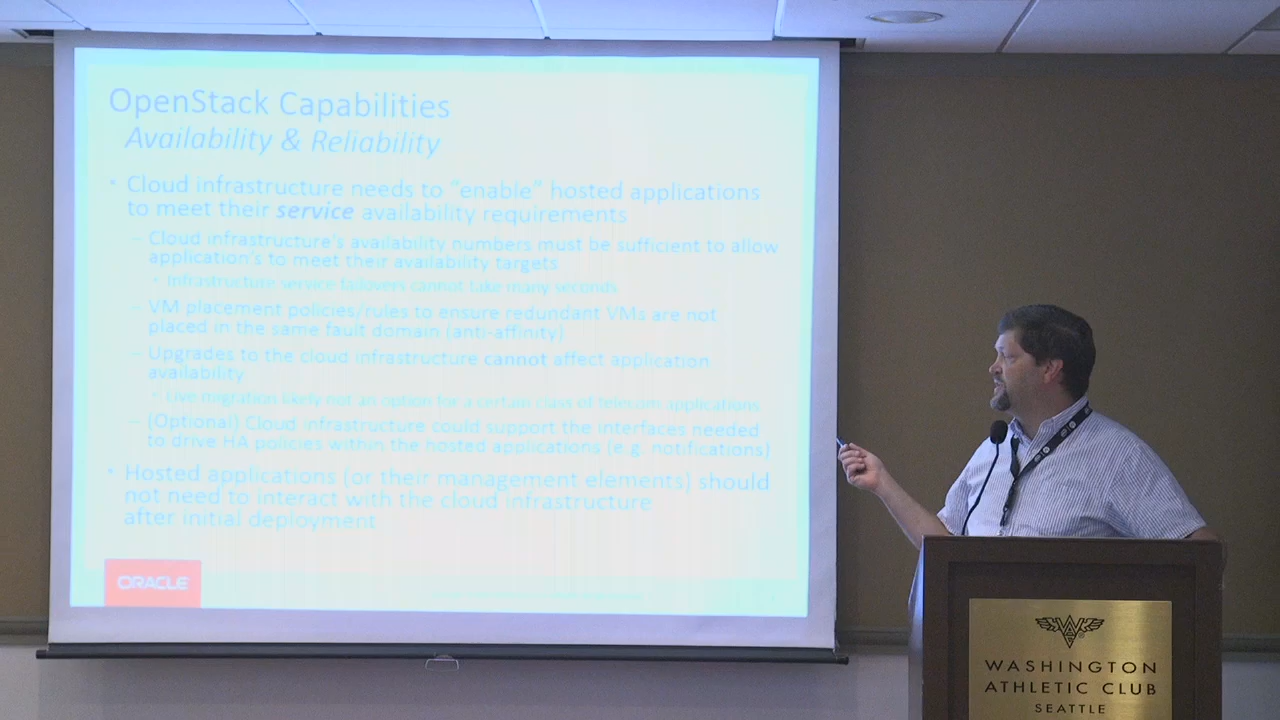 OpenStack Capabilities
Availability & Reliability
• Cloud infrastructure needs to "enable" hosted applications
to meet their service availability requirements
– Cloud infrastructure's availability numbers must be sufficient to allow
application's to meet their availability targets
• Infrastructure service failovers cannot take many seconds
– VM placement policies/rules to ensure redundant VMs are not
placed in the same fault domain (anti-affinity)
– Upgrades to the cloud infrastructure cannot affect application
availability
• Live migration likely not an option for a certain class of telecom applications
– (Optional) Cloud infrastructure could support the interfaces needed
to drive HA policies within the hosted applications (e.g. notifications)
• Hosted applications (or their management elements) should
not need to interact with the cloud infrastructure
after initial deployment
ORACLE
WASHINGTON
ATHLETIC CLUB
SEATTLE